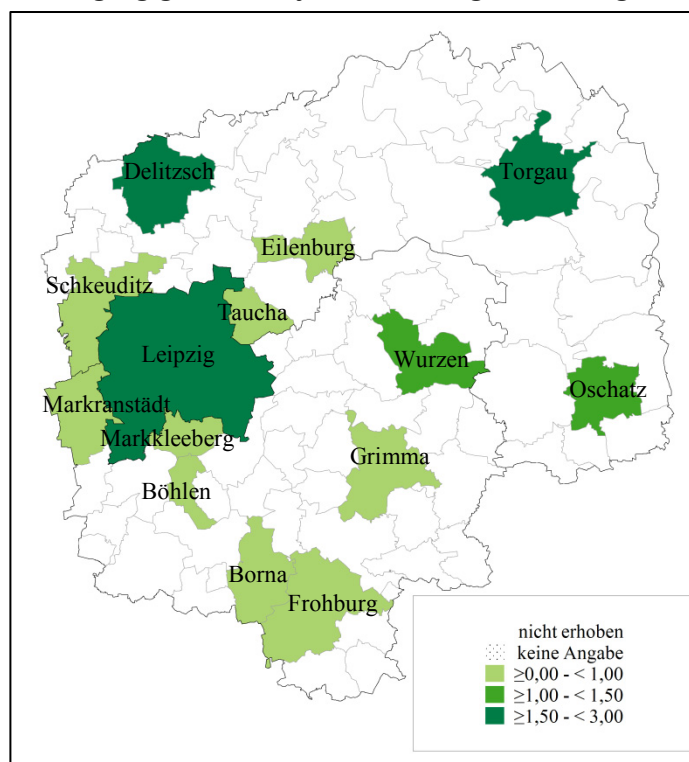 Delitzsch
Torgau
Eilenburg
Schkeuditz
Taucha
Leipzig
Wurzen
Oschatz
Markranstädt
Markkleeberg
Grimma
Böhlen
Borna
Frohburg
nicht erhoben
keine Angabe
≥0,00 - < 1,00
≥1,00 - < 1,50
≥1,50 - < 3,00